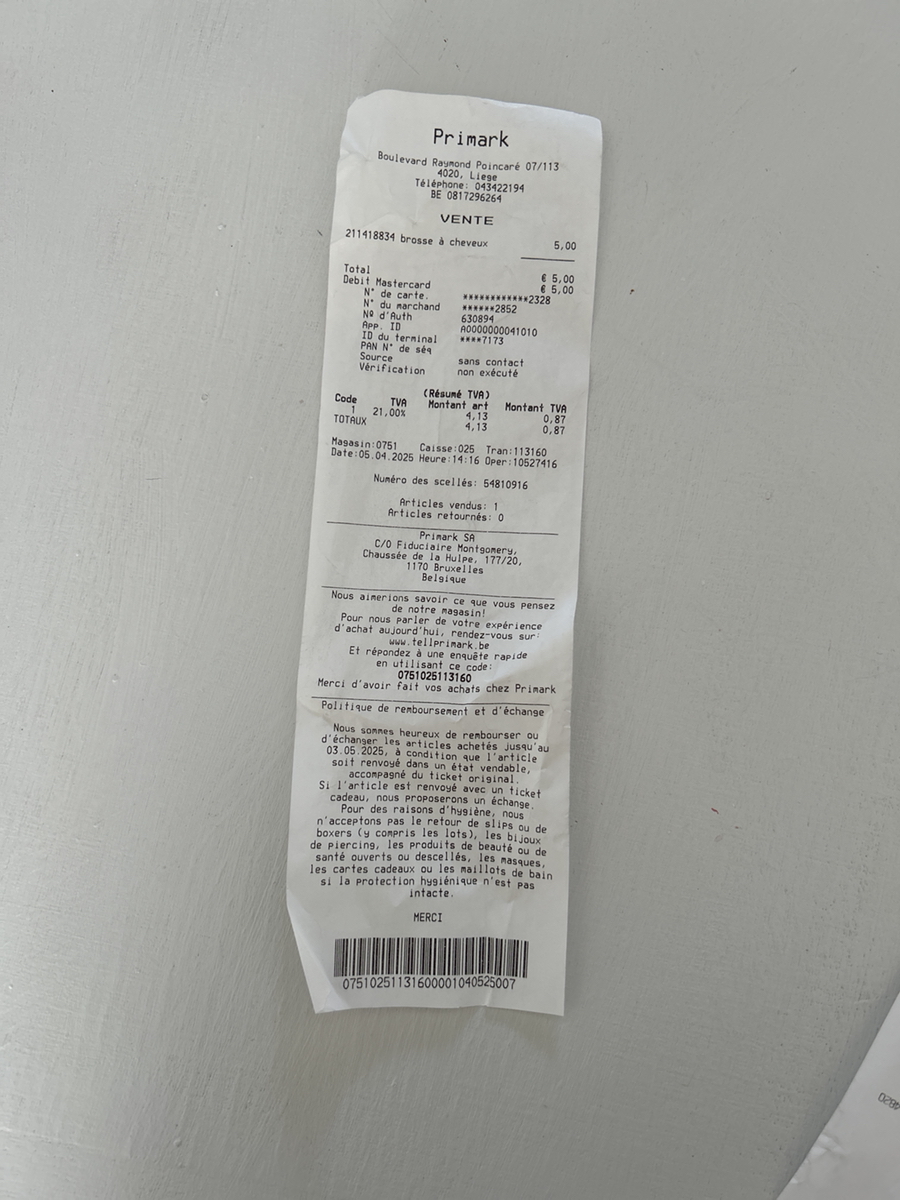 Primark
Boulevard Raymond Poincaré 07/113
4020, Liege
Téléphone: 043422194
BE 0817296264
VENTE
211418834 brosse à cheveux 5,00
Total € 5,00
Debit Mastercard € 5,00
N° de carte. ************2328
N° du marchand ******2852
Nº d'Auth 630894
App. ID A0000000041010
ID du terminal ****7173
PAN N° de séq
Source sans contact
Vérification non exécuté
(Résumé TVA)
Code TVA Montant art Montant TVA
1 21,00% 4,13 0,87
TOTAUX 4,13 0,87
Magasin:0751 Caisse:025 Tran:113160
Date:05.04.2025 Heure:14:16 Oper:10527416
Numéro des scellés: 54810916
Articles vendus: 1
Articles retournés: 0
Primark SA
C/O Fiduciaire Montgomery,
Chaussée de la Hulpe, 177/20,
1170 Bruxelles
Belgique
Nous aimerions savoir ce que vous pensez
de notre magasin!
Pour nous parler de votre expérience
d'achat aujourd'hui, rendez-vous sur:
www.tellprimark.be
Et répondez à une enquête rapide
en utilisant ce code:
0751025113160
Merci d'avoir fait vos achats chez Primark
Politique de remboursement et d'échange
Nous sommes heureux de rembourser ou
d'échanger les articles achetés jusqu'au
03.05.2025, à condition que l'article
soit renvoyé dans un état vendable,
accompagné du ticket original.
Si l'article est renvoyé avec un ticket
cadeau, nous proposerons un échange.
Pour des raisons d'hygiène, nous
n'acceptons pas le retour de slips ou de
boxers (y compris les lots), les bijoux
de piercing, les produits de beauté ou de
santé ouverts ou descellés, les masques,
les cartes cadeaux ou les maillots de bain
si la protection hygiénique n'est pas
intacte.
MERCI
07510251131600001040525007